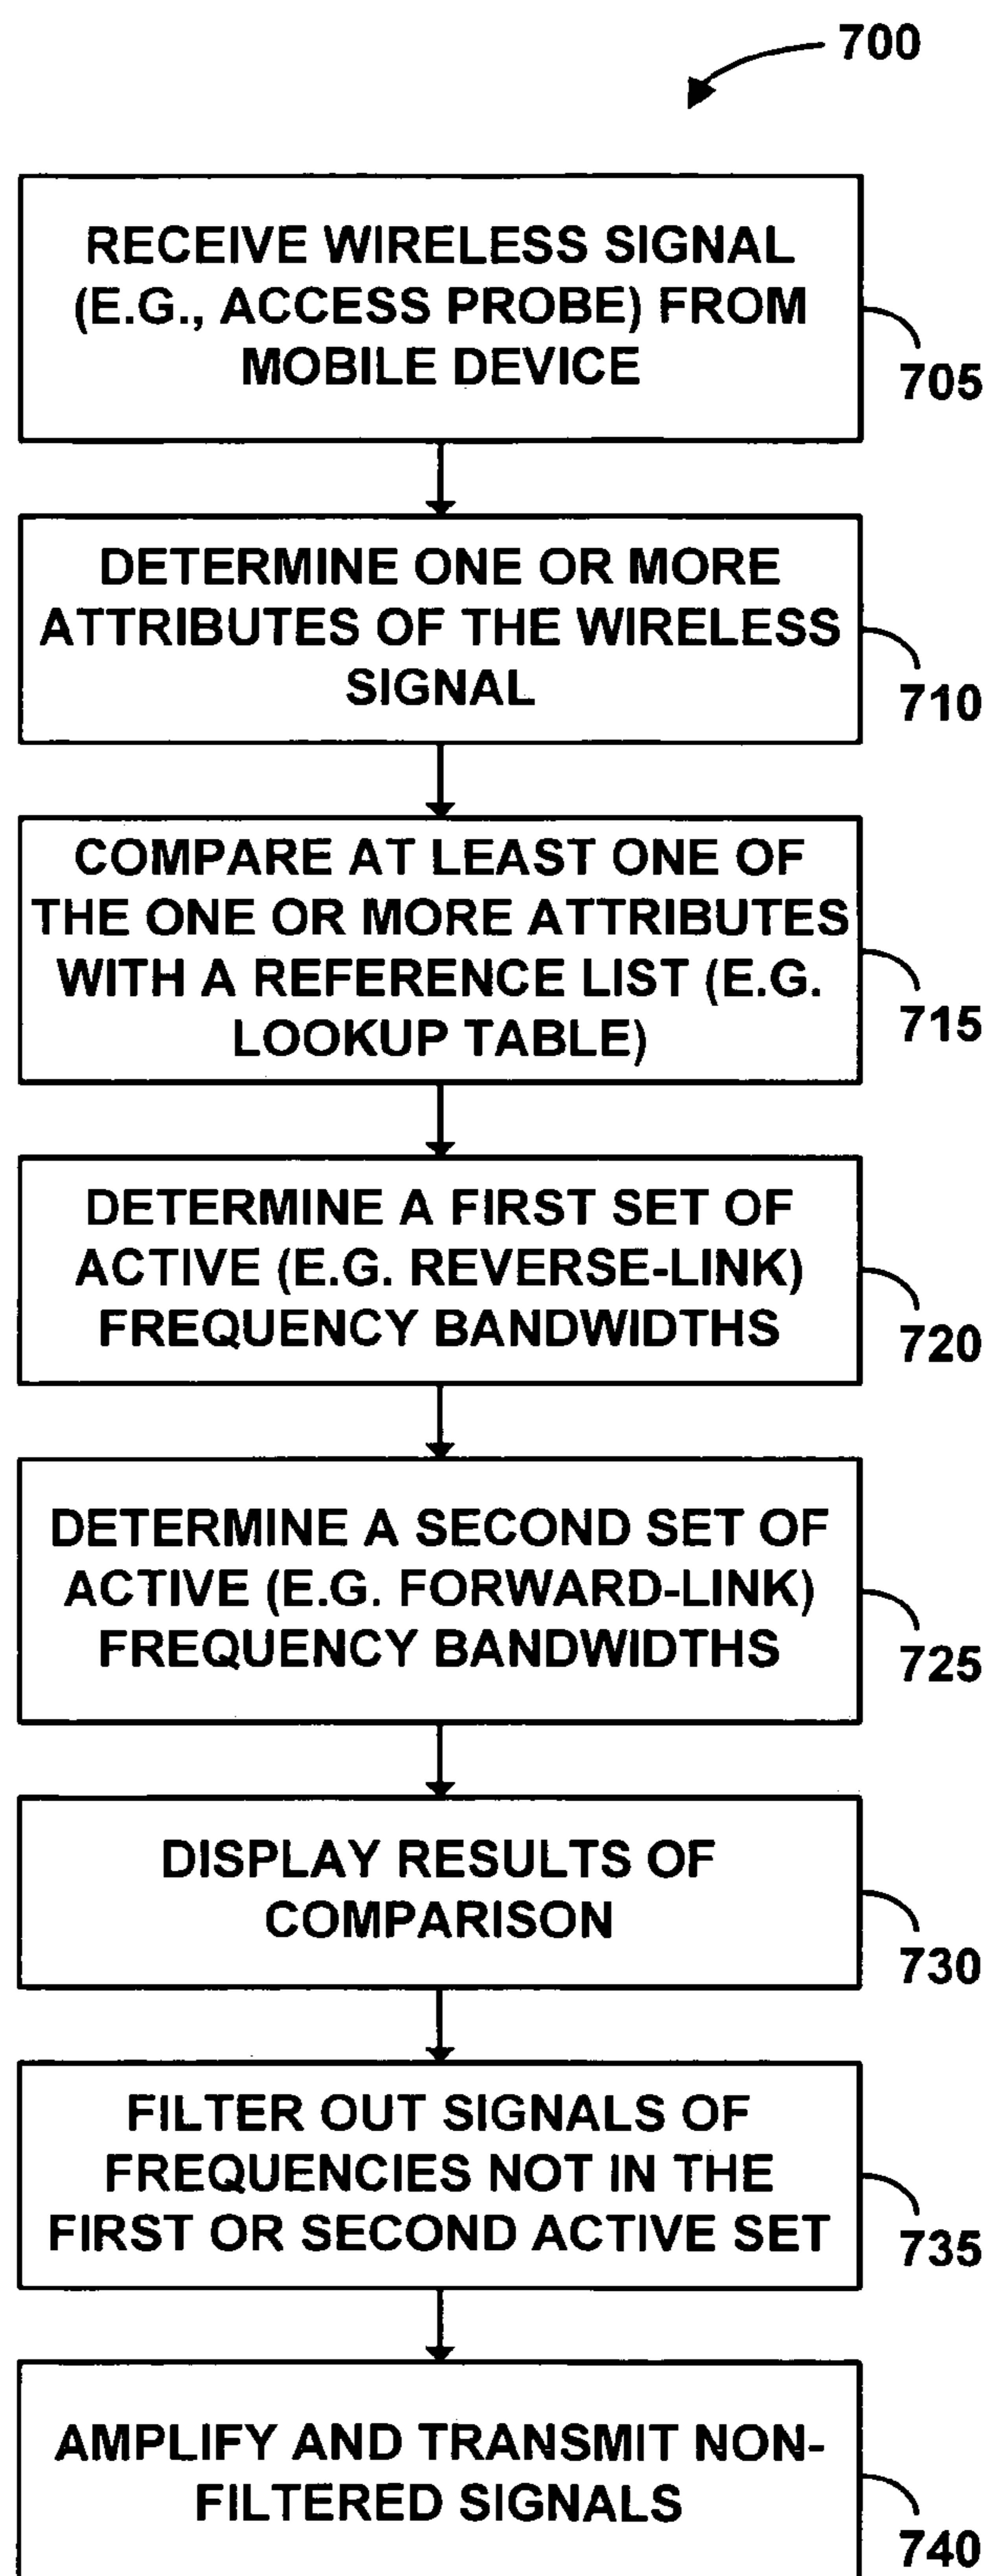 700
RECEIVE WIRELESS SIGNAL
(E.G., ACCESS PROBE) FROM
MOBILE DEVICE
705
DETERMINE ONE OR MORE
ATTRIBUTES OF THE WIRELESS
SIGNAL
710
COMPARE AT LEAST ONE OF
THE ONE OR MORE ATTRIBUTES
WITH A REFERENCE LIST (E.G.
LOOKUP TABLE)
715
DETERMINE A FIRST SET OF
ACTIVE (E.G. REVERSE-LINK)
FREQUENCY BANDWIDTHS
720
DETERMINE A SECOND SET OF
ACTIVE (E.G. FORWARD-LINK)
FREQUENCY BANDWIDTHS
725
DISPLAY RESULTS OF
COMPARISON
730
FILTER OUT SIGNALS OF
FREQUENCIES NOT IN THE
FIRST OR SECOND ACTIVE SET
735
AMPLIFY AND TRANSMIT NON-
FILTERED SIGNALS
740